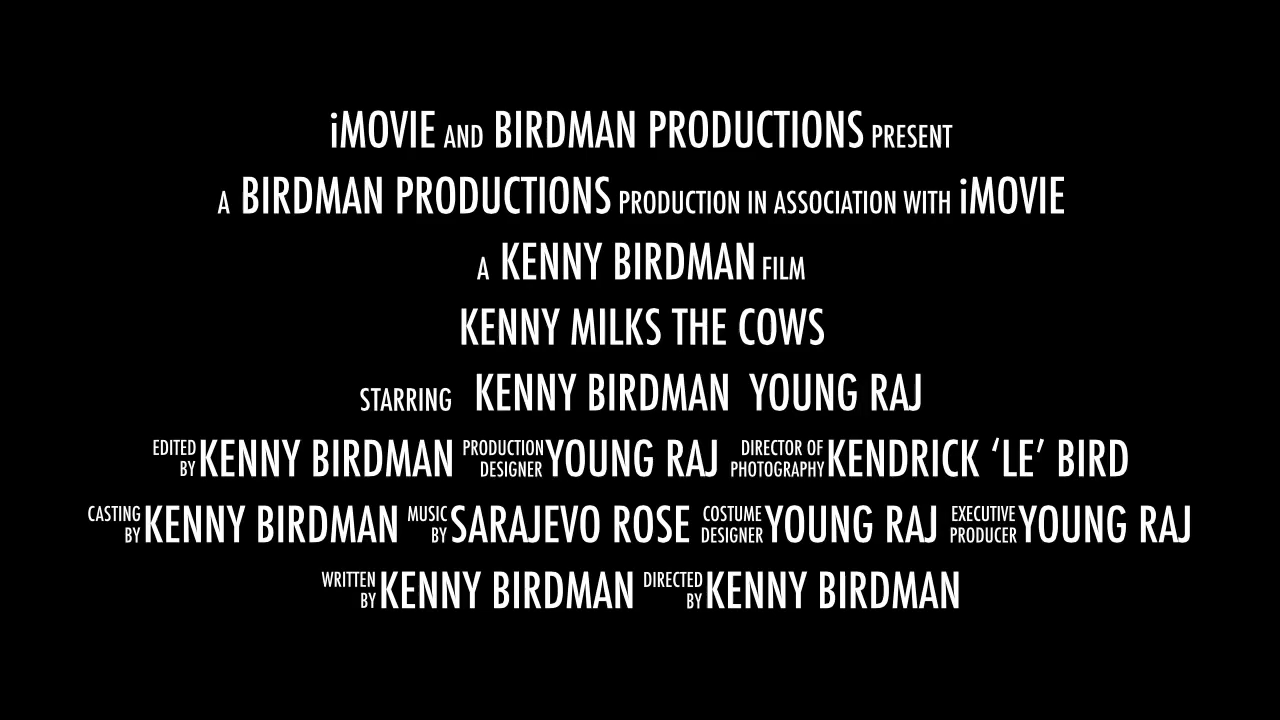 iMOVIE AND BIRDMAN PRODUCTIONS PRESENT
A BIRDMAN PRODUCTIONS PRODUCTION IN ASSOCIATION WITH iMOVIE
A KENNY BIRDMAN FILM
KENNY MILKS THE COWS
STARRING KENNY BIRDMAN YOUNG RAJ
EDITED BY KENNY BIRDMAN PRODUCTION DESIGNER YOUNG RAJ DIRECTOR OF PHOTOGRAPHY KENDRICK ‘LE’ BIRD
CASTING BY KENNY BIRDMAN MUSIC BY SARAJEVO ROSE COSTUME DESIGNER YOUNG RAJ EXECUTIVE PRODUCER YOUNG RAJ
WRITTEN BY KENNY BIRDMAN DIRECTED BY KENNY BIRDMAN